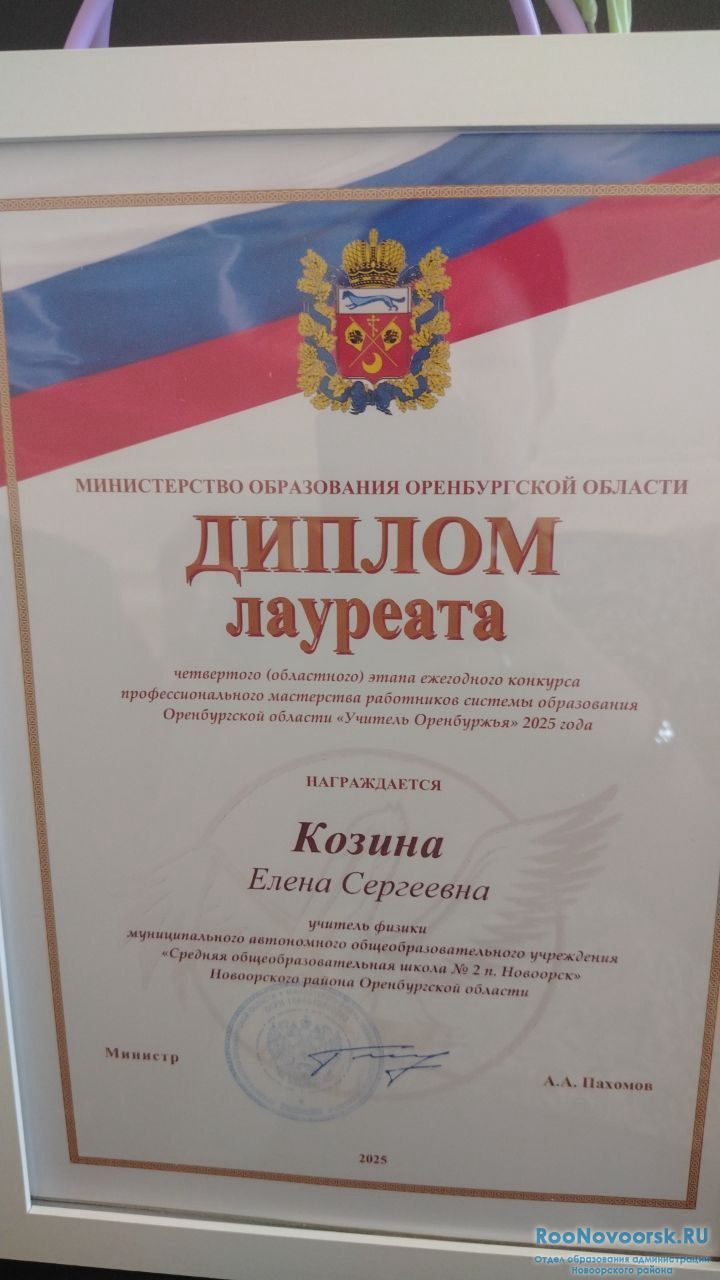 МИНИСТЕРСТВО ОБРАЗОВАНИЯ ОРЕНБУРГСКОЙ ОБЛАСТИ
ДИПЛОМ
лауреата
четвертого (областного) этапа ежегодного конкурса
профессионального мастерства работников системы образования
Оренбургской области «Учитель Оренбуржья» 2025 года
НАГРАЖДАЕТСЯ
Козина
Елена Сергеевна
учитель физики
муниципального автономного общеобразовательного учреждения
«Средняя общеобразовательная школа № 2 п. Новоорск»
Новоорского района Оренбургской области
Министр
А.А. Пахомов
2025
RooNovoorsk.RU
Отдел образования администрации
Новоорского района